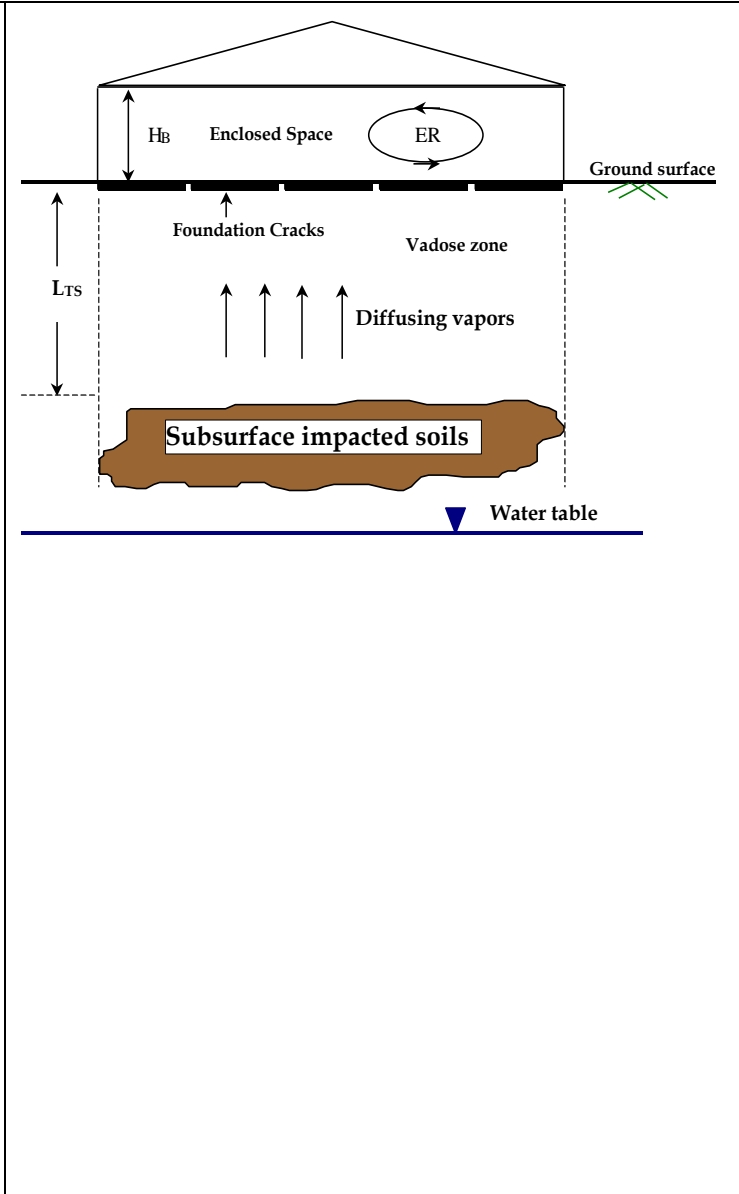 HB
Enclosed Space
ER
Ground surface
Foundation Cracks
Vadose zone
LTS
Diffusing vapors
Subsurface impacted soils
Water table